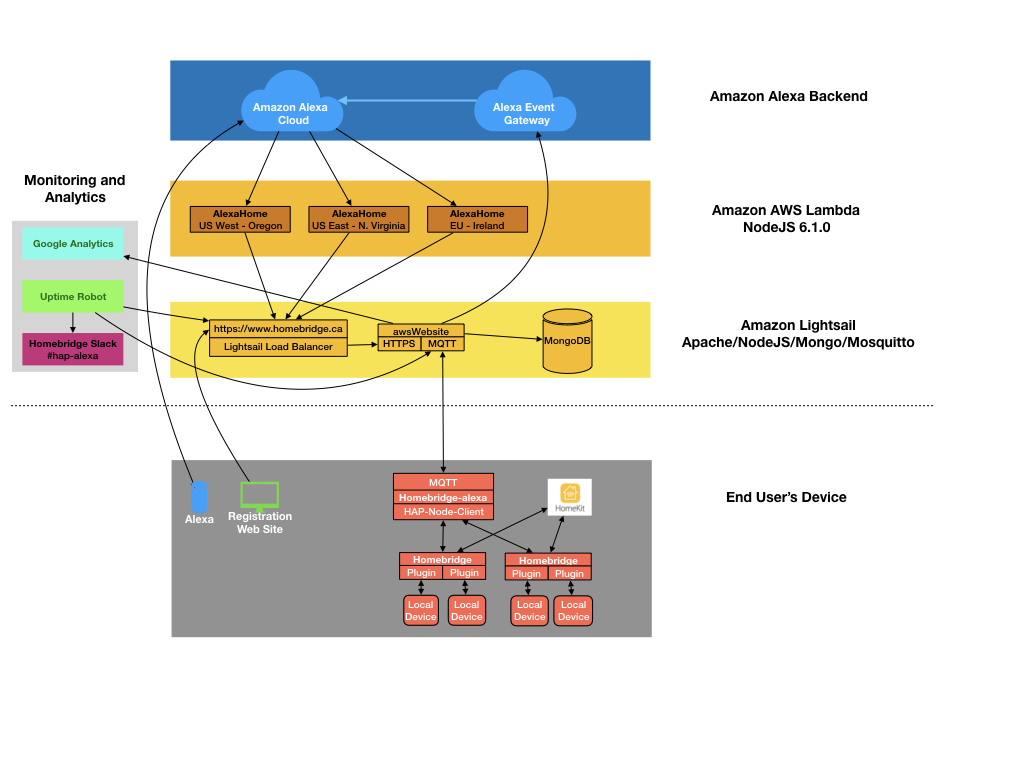 Amazon Alexa
Cloud
Alexa Event
Gateway
Amazon Alexa Backend
Monitoring and
Analytics
Google Analytics
Uptime Robot
Homebridge Slack
#hap-alexa
AlexaHome
US West - Oregon
AlexaHome
US East - N. Virginia
AlexaHome
EU - Ireland
Amazon AWS Lambda
NodeJS 6.1.0
https://www.homebridge.ca
Lightsail Load Balancer
awsWebsite
HTTPS
MQTT
MongoDB
Amazon Lightsail
Apache/NodeJS/Mongo/Mosquitto
Alexa
Registration
Web Site
MQTT
Homebridge-alexa
HAP-Node-Client
HomeKit
End User’s Device
Homebridge
Plugin
Plugin
Homebridge
Plugin
Plugin
Local
Device
Local
Device
Local
Device
Local
Device